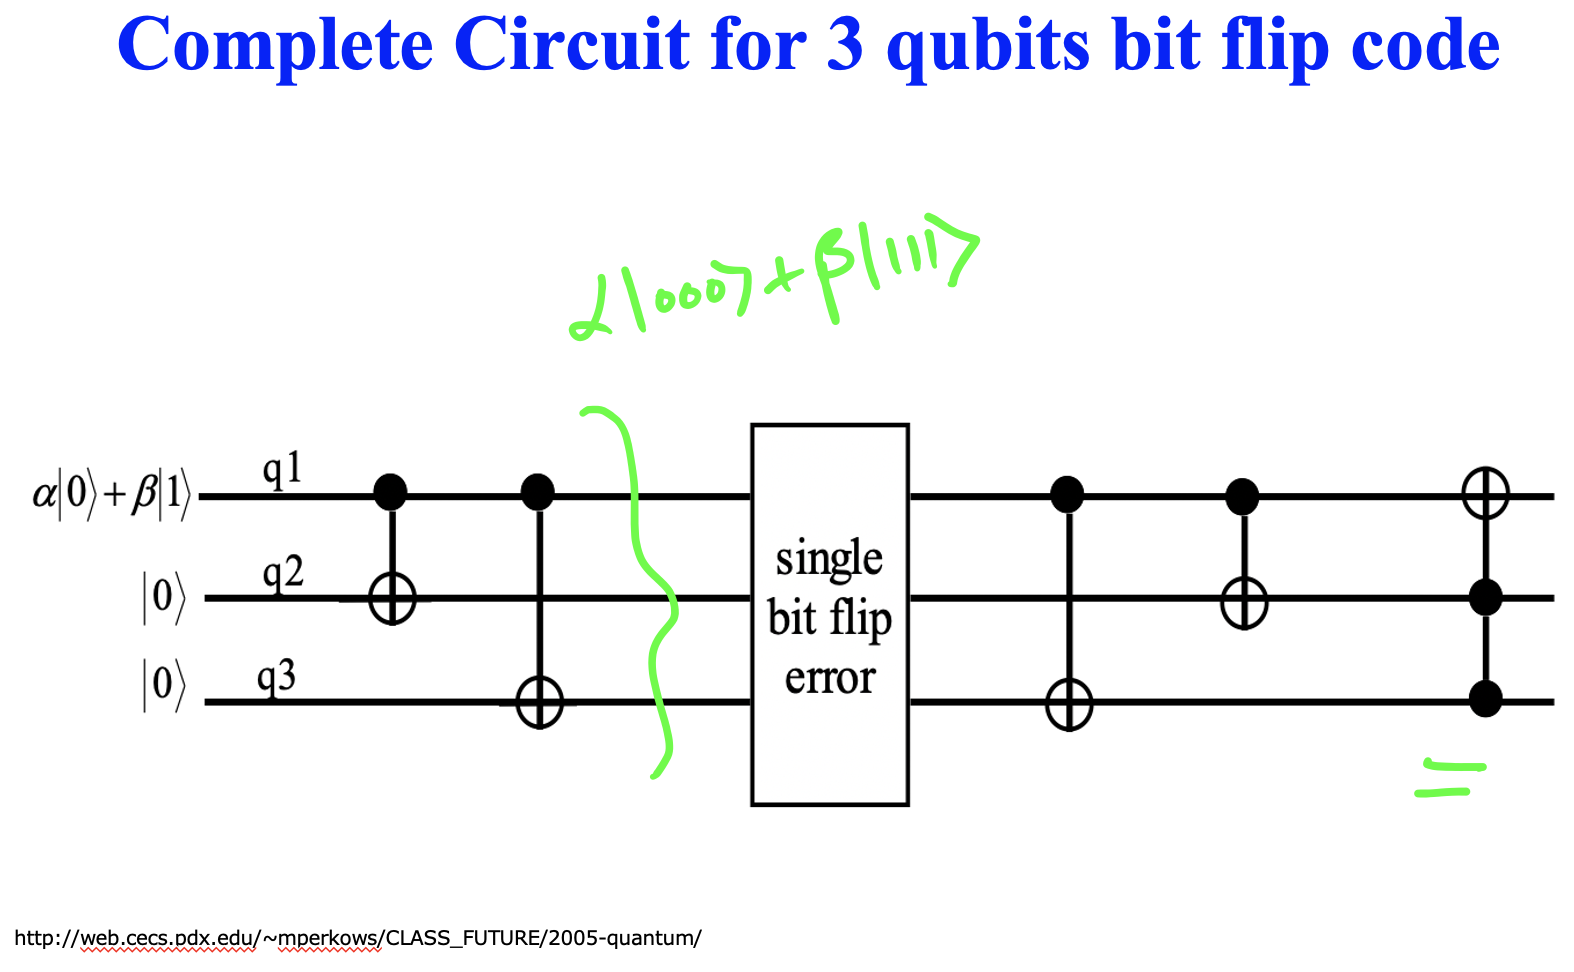 Complete Circuit for 3 qubits bit flip code
α|000⟩+β|111⟩
α|0⟩+β|1⟩
q1
|0⟩
q2
|0⟩
q3
single
bit flip
error
http://web.cecs.pdx.edu/~mperkows/CLASS_FUTURE/2005-quantum/